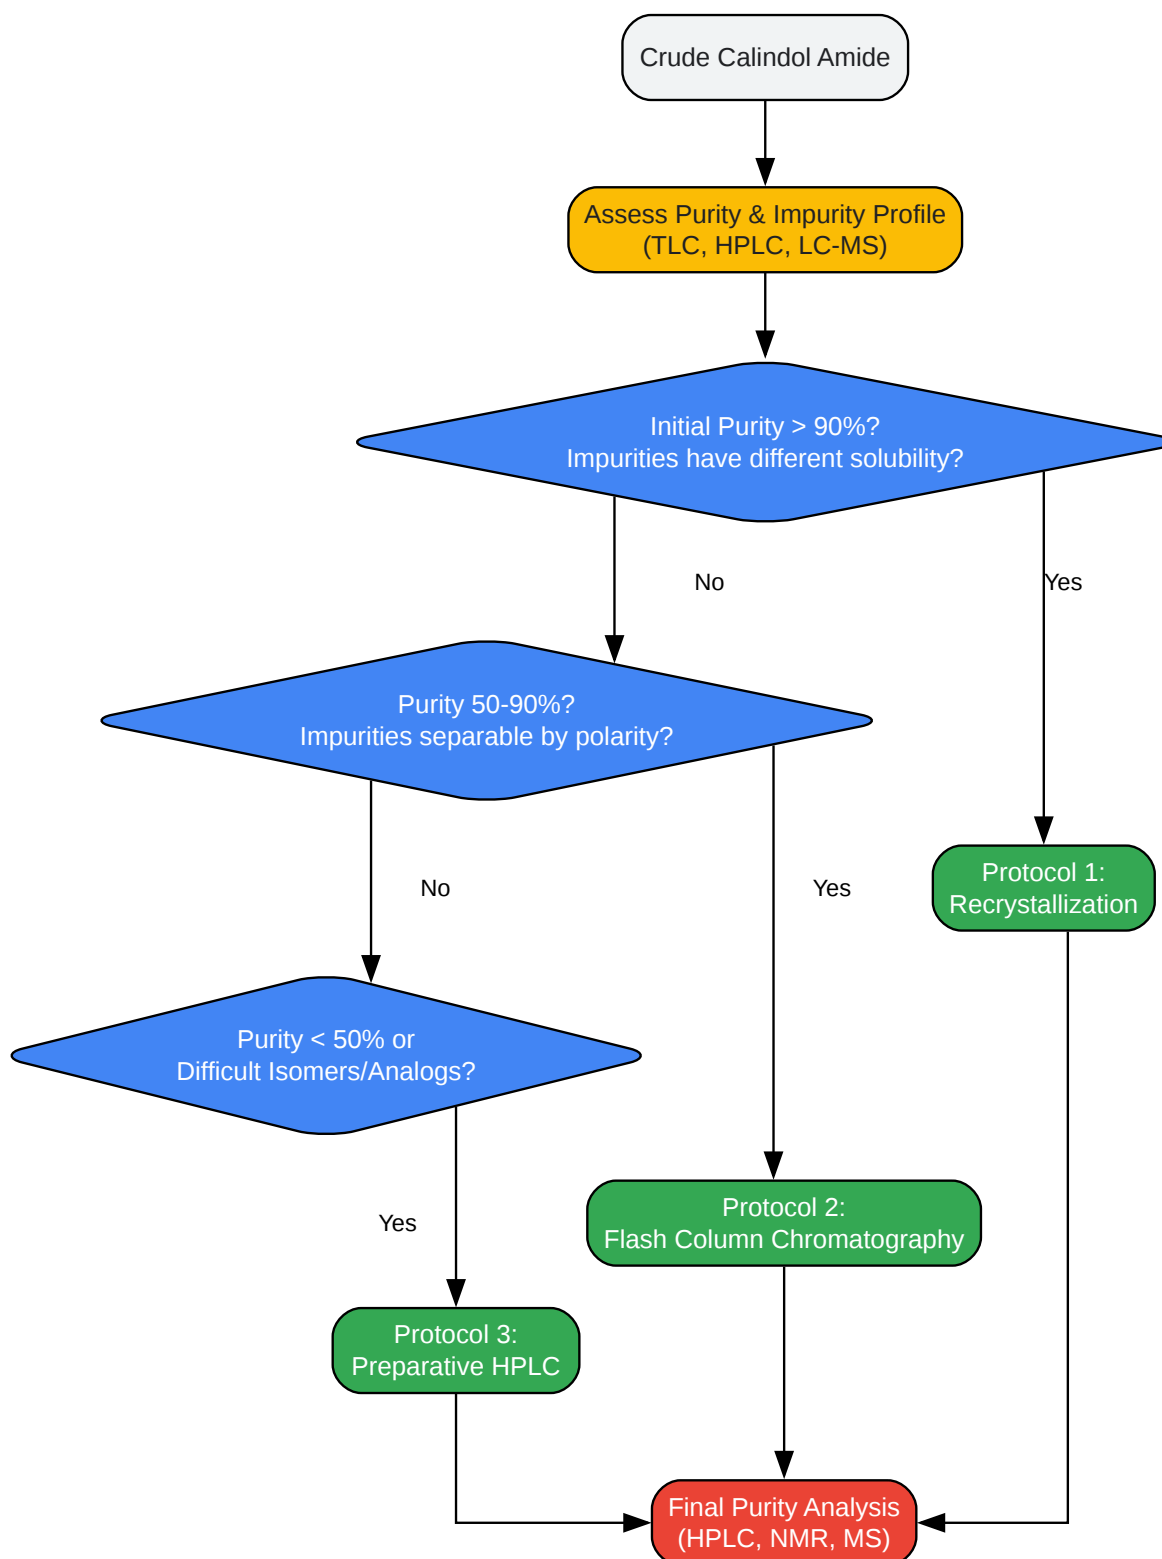 Crude Calindol Amide
Assess Purity & Impurity Profile
(TLC, HPLC, LC-MS)
Initial Purity > 90%?
Impurities have different solubility?
No
Yes
Purity 50-90%?
Impurities separable by polarity?
No
Yes
Protocol 1:
Recrystallization
Purity < 50% or
Difficult Isomers/Analogs?
Yes
Protocol 2:
Flash Column Chromatography
Protocol 3:
Preparative HPLC
Final Purity Analysis
(HPLC, NMR, MS)